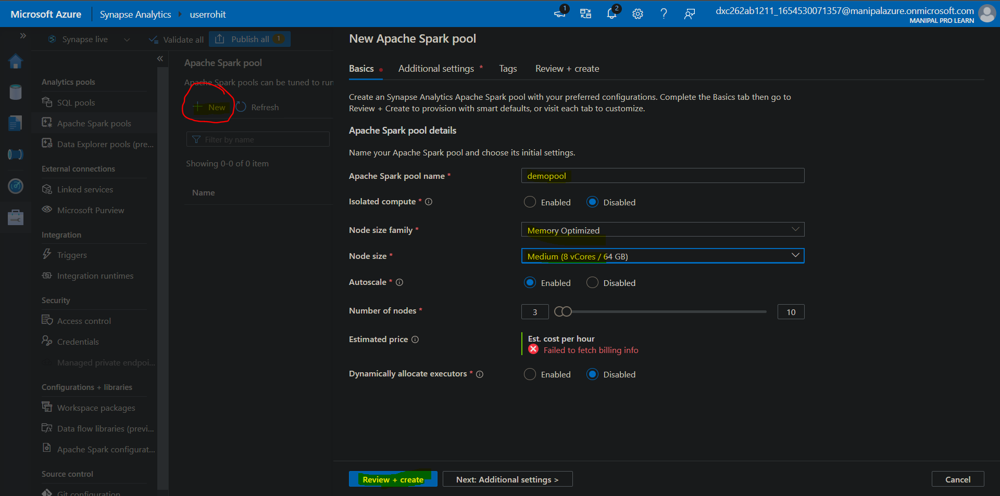 Microsoft Azure
Synapse Analytics
userrohit
1
2
dxc262ab1211_1654530071357@manipalazure.onmicrosoft.com
MANIPAL PRO LEARN
Synapse live
Validate all
Publish all 1
Analytics pools
SQL pools
Apache Spark pools
Data Explorer pools (pre...
External connections
Linked services
Microsoft Purview
Integration
Triggers
Integration runtimes
Security
Access control
Credentials
Managed private endpoi...
Configurations + libraries
Workspace packages
Data flow libraries (previ...
Apache Spark configurat...
Source control
Git configuration
Apache Spark pool
Apache Spark pools can be tuned to run
New
Refresh
Filter by name
Showing 0-0 of 0 item
Name
New Apache Spark pool
Basics
Additional settings *
Tags
Review + create
Create an Synapse Analytics Apache Spark pool with your preferred configurations. Complete the Basics tab then go to
Review + Create to provision with smart defaults, or visit each tab to customize.
Apache Spark pool details
Name your Apache Spark pool and choose its initial settings.
Apache Spark pool name *
demopool
Isolated compute *
Enabled
Disabled
Node size family *
Memory Optimized
Node size *
Medium (8 vCores / 64 GB)
Autoscale *
Enabled
Disabled
Number of nodes *
3
10
Estimated price
Est. cost per hour
Failed to fetch billing info
Dynamically allocate executors *
Enabled
Disabled
Review + create
Next: Additional settings >
Cancel